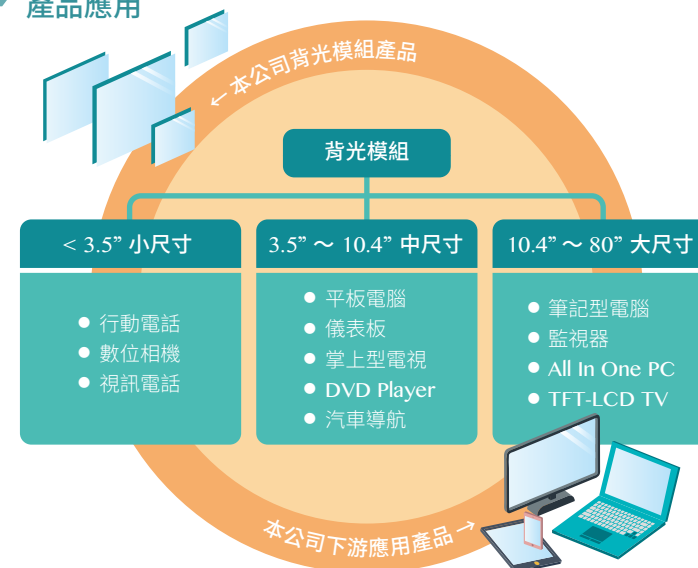 產品應用
← 本公司背光模組產品
背光模組
< 3.5” 小尺寸
● 行動電話
● 數位相機
● 視訊電話
3.5” ～ 10.4” 中尺寸
● 平板電腦
● 儀表板
● 掌上型電視
● DVD Player
● 汽車導航
10.4” ～ 80” 大尺寸
● 筆記型電腦
● 監視器
● All In One PC
● TFT-LCD TV
本公司下游應用產品 →